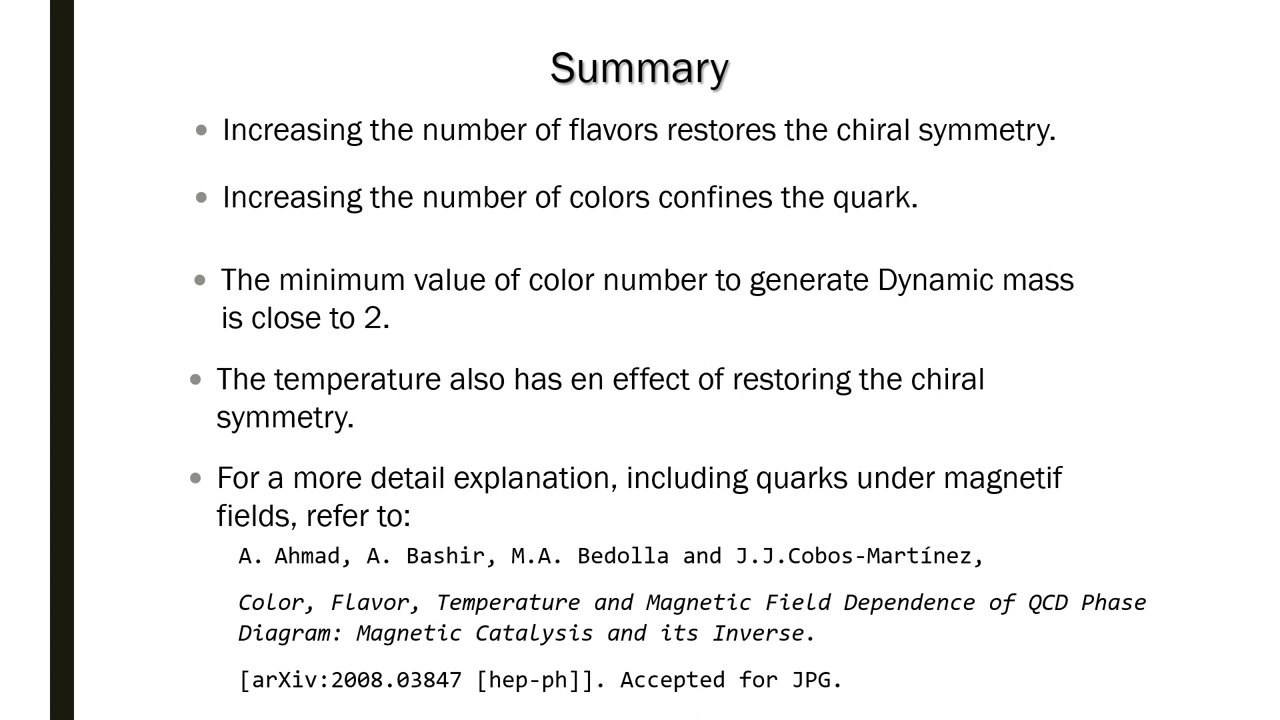 Summary
• Increasing the number of flavors restores the chiral symmetry.
• Increasing the number of colors confines the quark.
• The minimum value of color number to generate Dynamic mass
is close to 2.
• The temperature also has en effect of restoring the chiral
symmetry.
• For a more detail explanation, including quarks under magnetif
fields, refer to:
A. Ahmad, A. Bashir, M.A. Bedolla and J.J.Cobos-Martínez,
Color, Flavor, Temperature and Magnetic Field Dependence of QCD Phase
Diagram: Magnetic Catalysis and its Inverse.
[arXiv:2008.03847 [hep-ph]]. Accepted for JPG.